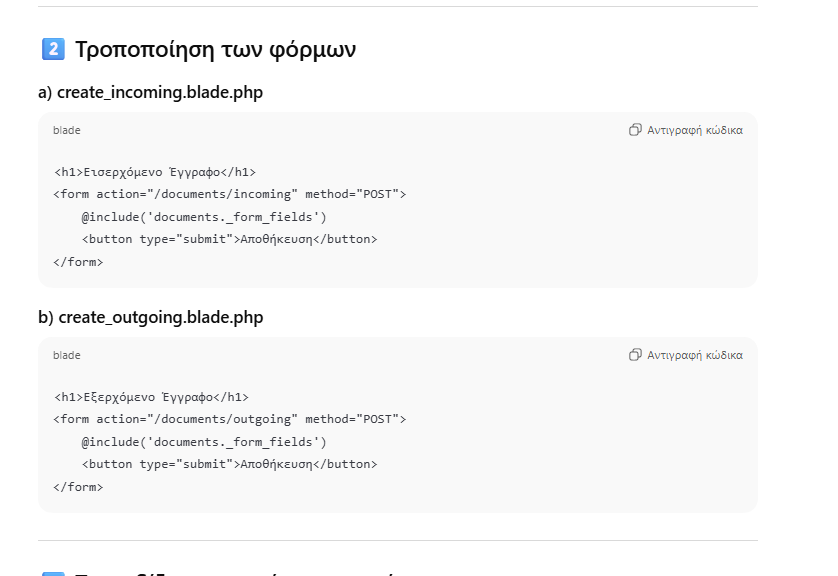 2 Τροποποίηση των φόρμων
a) create_incoming.blade.php
blade
Αντιγραφή κώδικα
<h1>Εισερχόμενο Έγγραφο</h1>
<form action="/documents/incoming" method="POST">
    @include('documents._form_fields')
    <button type="submit">Αποθήκευση</button>
</form>
b) create_outgoing.blade.php
blade
Αντιγραφή κώδικα
<h1>Εξερχόμενο Έγγραφο</h1>
<form action="/documents/outgoing" method="POST">
    @include('documents._form_fields')
    <button type="submit">Αποθήκευση</button>
</form>